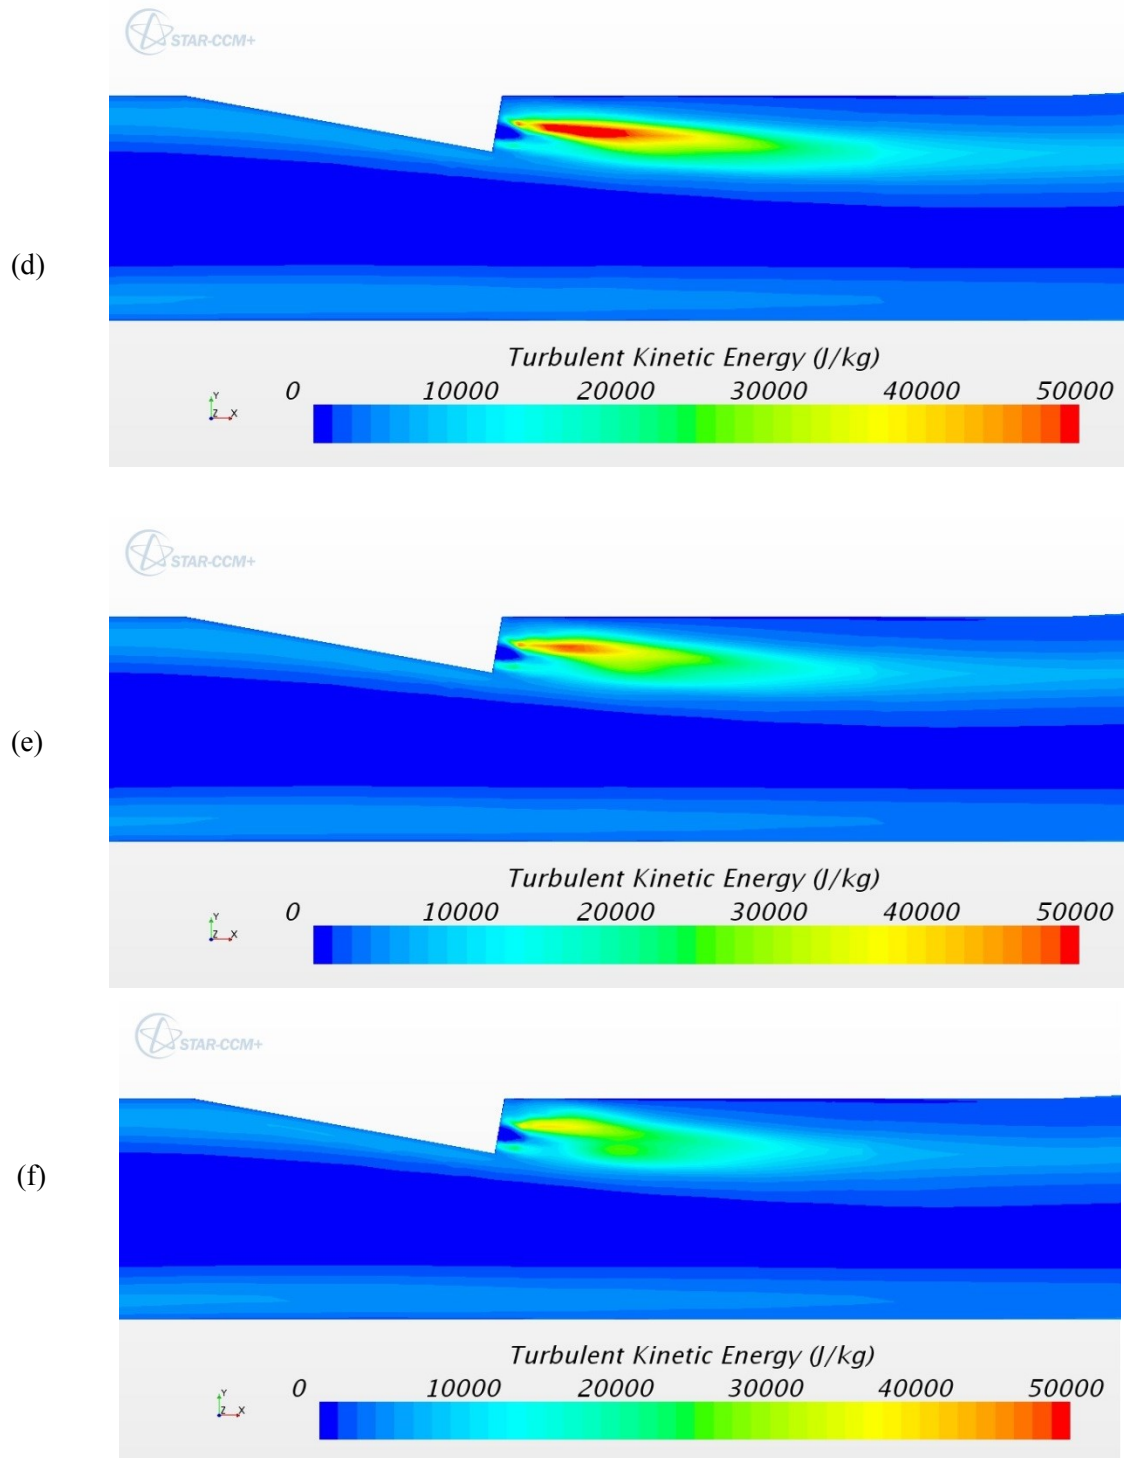 STAR-CCM+
(d)
Turbulent Kinetic Energy (J/kg)
0 10000 20000 30000 40000 50000
Y
Z X
STAR-CCM+
(e)
Turbulent Kinetic Energy (J/kg)
0 10000 20000 30000 40000 50000
Y
Z X
STAR-CCM+
(f)
Turbulent Kinetic Energy (J/kg)
0 10000 20000 30000 40000 50000
Y
Z X